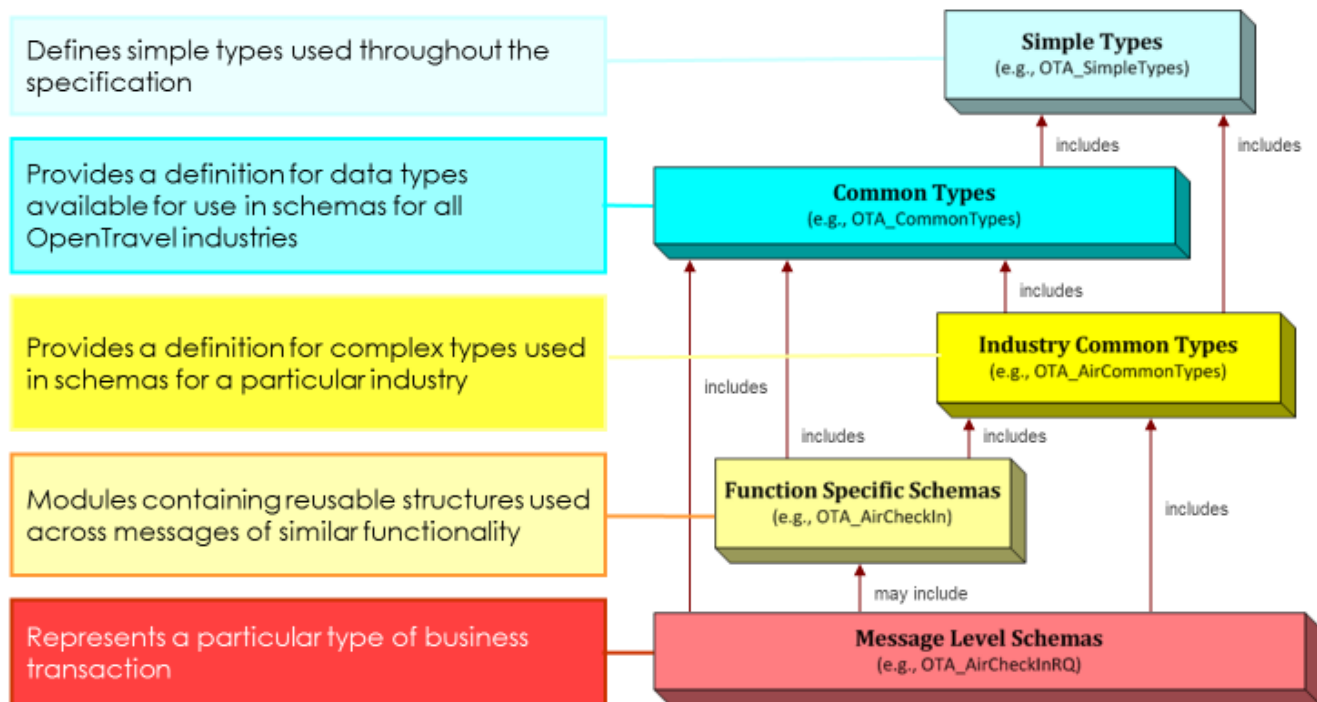 Defines simple types used throughout the
specification
Simple Types
(e.g., OTA_SimpleTypes)
includes
includes
Provides a definition for data types
available for use in schemas for all
OpenTravel industries
Common Types
(e.g., OTA_CommonTypes)
includes
Provides a definition for complex types used
in schemas for a particular industry
Industry Common Types
(e.g., OTA_AirCommonTypes)
includes
includes
includes
Modules containing reusable structures used
across messages of similar functionality
Function Specific Schemas
(e.g., OTA_AirCheckIn)
includes
may include
Represents a particular type of business
transaction
Message Level Schemas
(e.g., OTA_AirCheckInRQ)